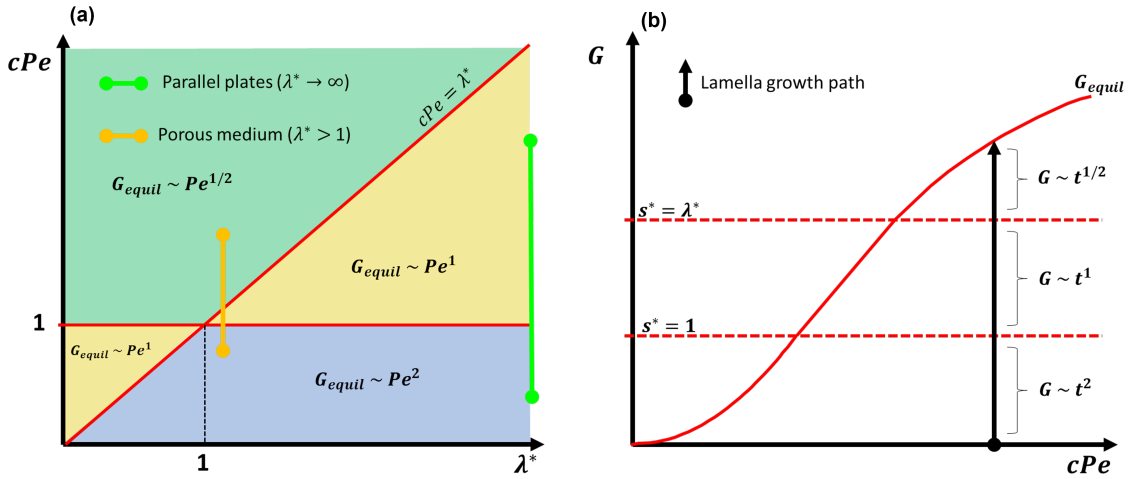 (a)
cPe
Parallel plates (λ* → ∞)
Porous medium (λ* > 1)
cPe = λ*
G_equil ~ Pe^{1/2}
G_equil ~ Pe^1
1
G_equil ~ Pe^1
G_equil ~ Pe^2
1
λ*
(b)
G
Lamella growth path
G_equil
G ~ t^{1/2}
s* = λ*
G ~ t^1
s* = 1
G ~ t^2
cPe